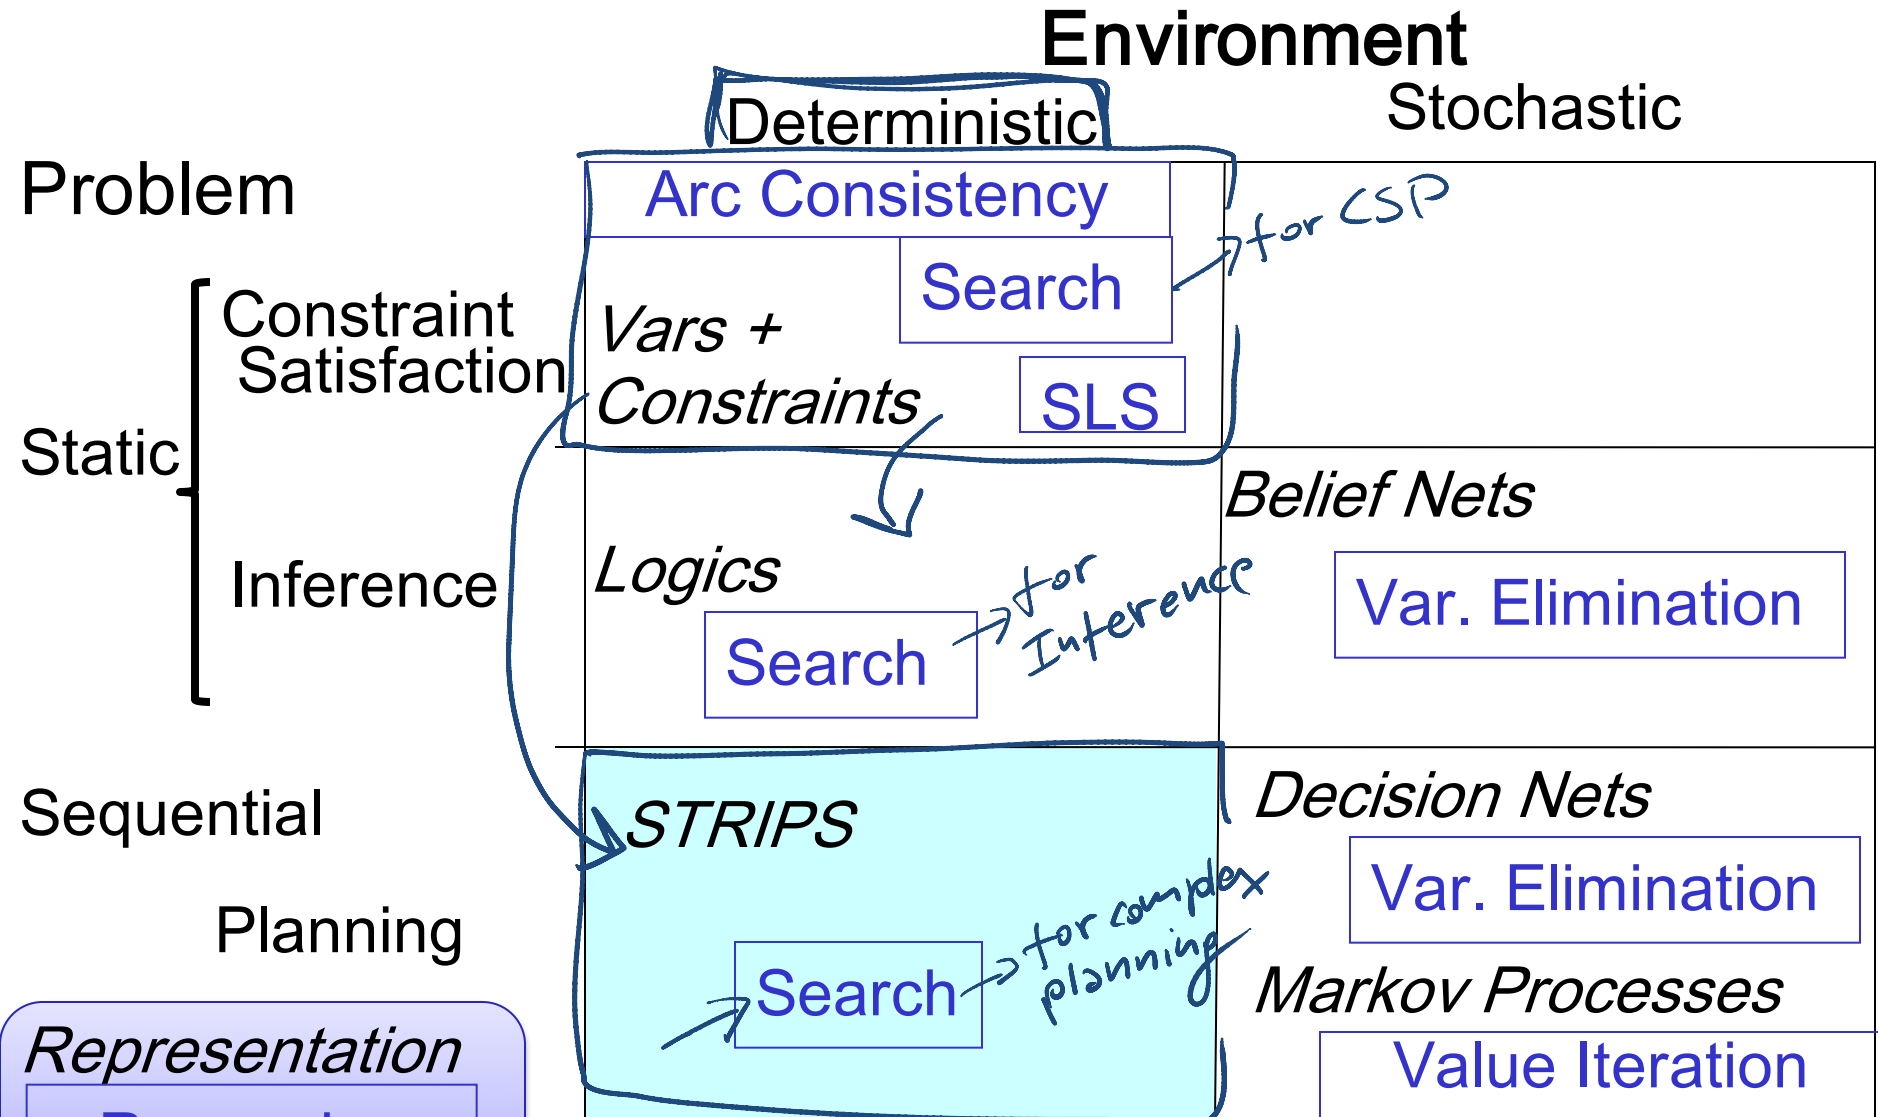 Environment
Deterministic
Stochastic
Problem
Arc Consistency
for CSP
Search
Constraint
Satisfaction
Vars +
Constraints
SLS
Static
Belief Nets
Inference
Logics
for
Inference
Search
Var. Elimination
Sequential
STRIPS
Decision Nets
Var. Elimination
Planning
for complex
planning
Search
Markov Processes
Representation
Value Iteration